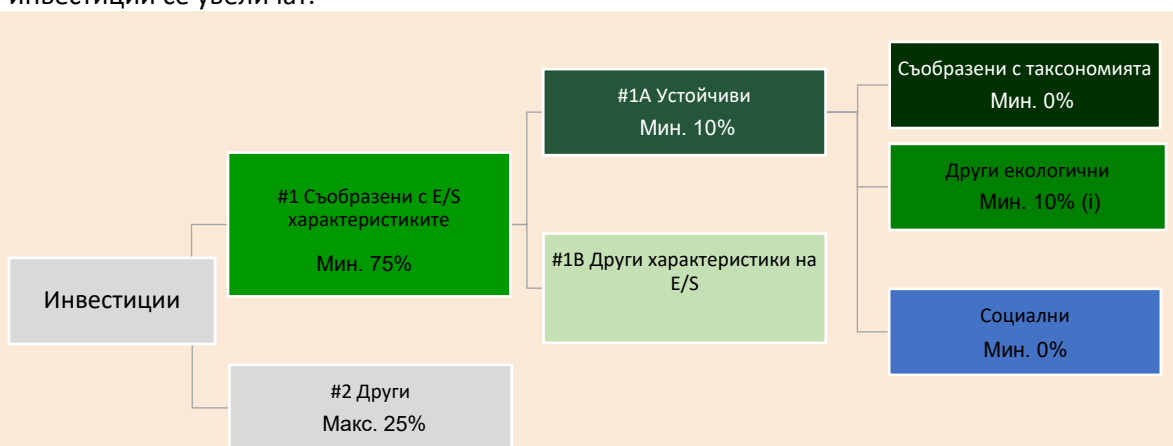 инвестиции се увеличат.
Инвестиции
#1 Съобразени с E/S
характеристиките
Мин. 75%
#2 Други
Макс. 25%
#1A Устойчиви
Мин. 10%
#1B Други характеристики на
E/S
Съобразени с таксономията
Мин. 0%
Други екологични
Мин. 10% (i)
Социални
Мин. 0%